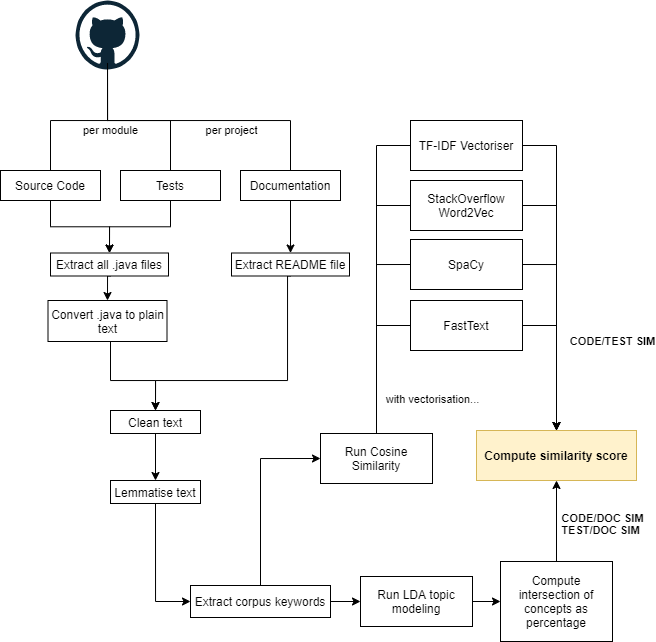 per module
per project
Source Code
Tests
Documentation
Extract all .java files
Extract README file
Convert .java to plain
text
Clean text
Lemmatise text
Extract corpus keywords
TF-IDF Vectoriser
StackOverflow
Word2Vec
SpaCy
FastText
with vectorisation...
Run Cosine
Similarity
CODE/TEST SIM
Compute similarity score
CODE/DOC SIM
TEST/DOC SIM
Run LDA topic
modeling
Compute
intersection of
concepts as
percentage